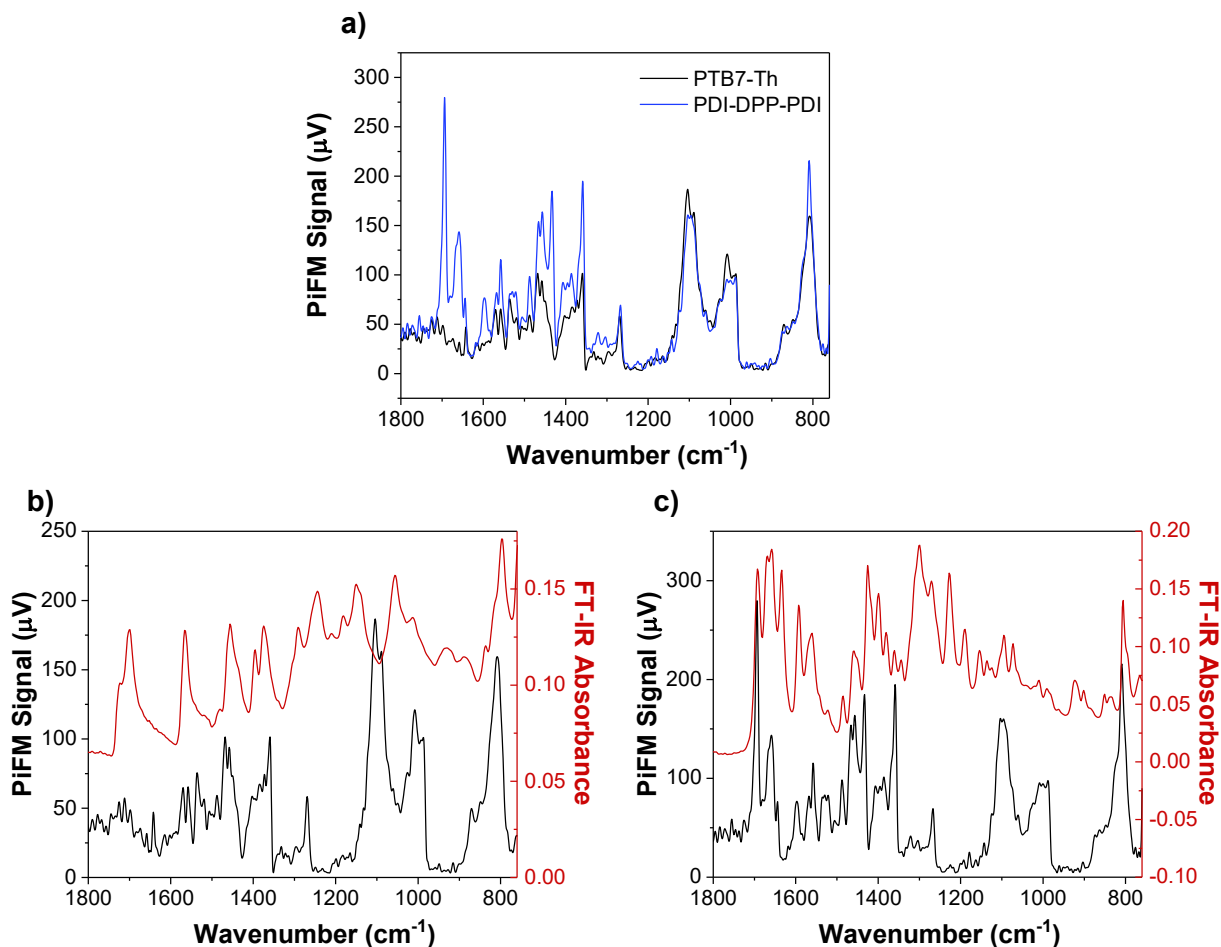 a)
300
250
200
150
100
50
0
PiFM Signal (μV)
PTB7-Th
PDI-DPP-PDI
1800 1600 1400 1200 1000 800
Wavenumber (cm-1)
b)
250
200
150
100
50
0
PiFM Signal (μV)
0.15
0.10
0.05
0.00
FT-IR Absorbance
1800 1600 1400 1200 1000 800
Wavenumber (cm-1)
c)
300
200
100
0
PiFM Signal (μV)
0.20
0.15
0.10
0.05
0.00
-0.05
-0.10
FT-IR Absorbance
1800 1600 1400 1200 1000 800
Wavenumber (cm-1)